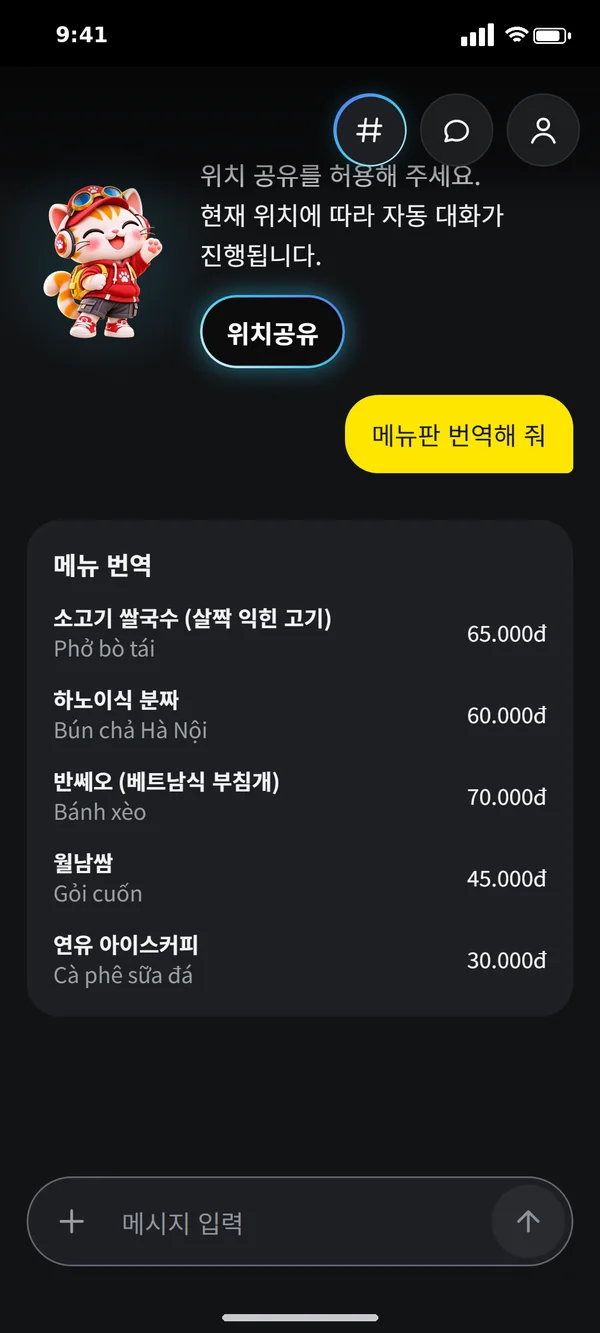 9:41
위치 공유를 허용해 주세요.
현재 위치에 따라 자동 대화가
진행됩니다.
위치공유
메뉴판 번역해 줘
메뉴 번역
소고기 쌀국수 (살짝 익힌 고기)
Phở bò tái
65.000đ
하노이식 분짜
Bún chả Hà Nội
60.000đ
반쎄오 (베트남식 부침개)
Bánh xèo
70.000đ
월남쌈
Gỏi cuốn
45.000đ
연유 아이스커피
Cà phê sữa đá
30.000đ
메시지 입력